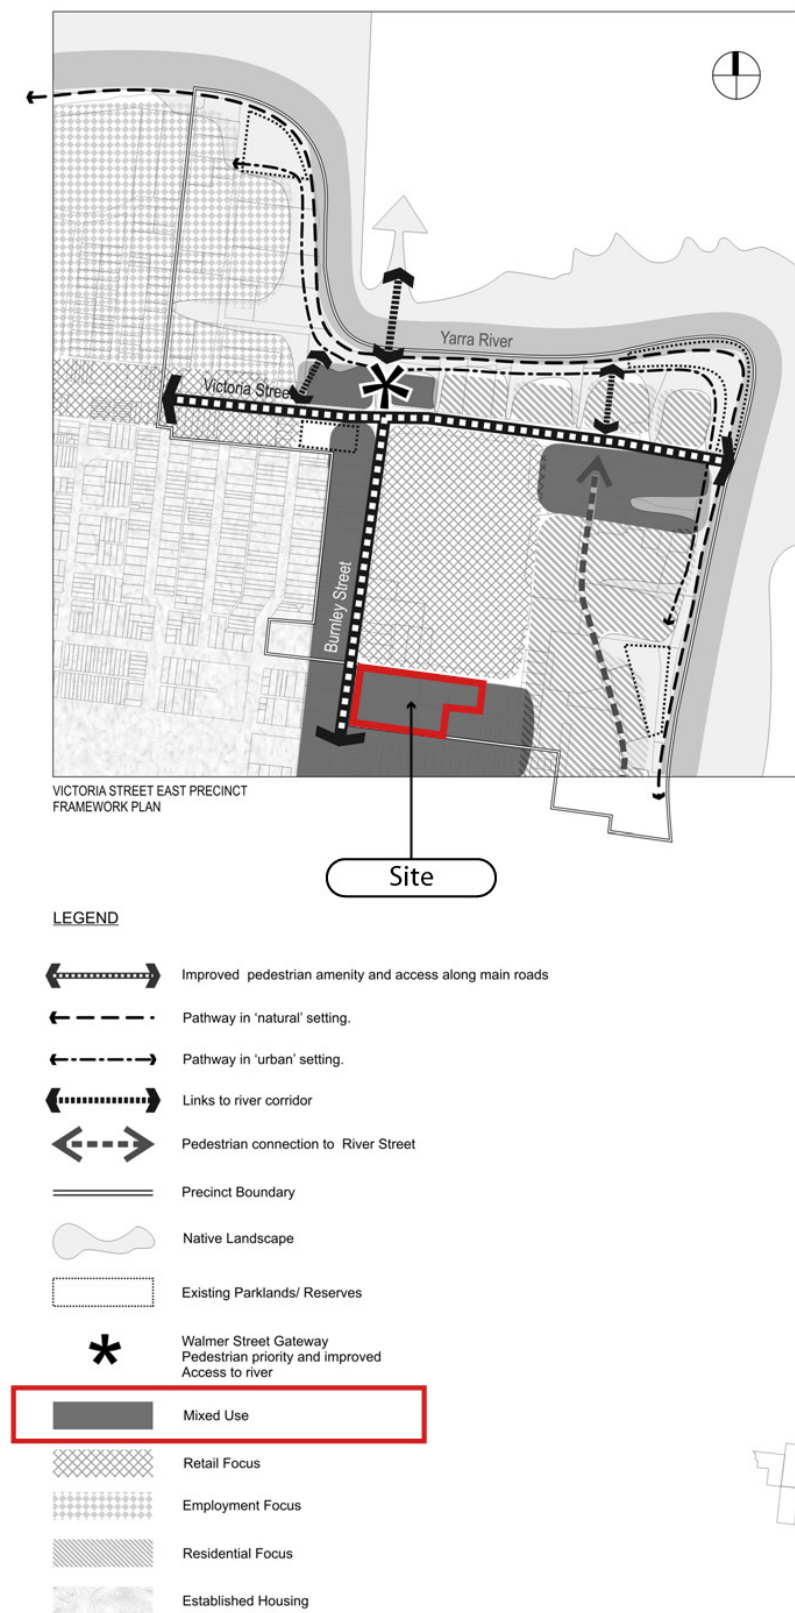 Yarra River
Victoria Stree
Burnley Street
VICTORIA STREET EAST PRECINCT
FRAMEWORK PLAN
Site
LEGEND
Improved pedestrian amenity and access along main roads
Pathway in ‘natural’ setting.
Pathway in ‘urban’ setting.
Links to river corridor
Pedestrian connection to River Street
Precinct Boundary
Native Landscape
Existing Parklands/ Reserves
Walmer Street Gateway
Pedestrian priority and improved
Access to river
Mixed Use
Retail Focus
Employment Focus
Residential Focus
Established Housing